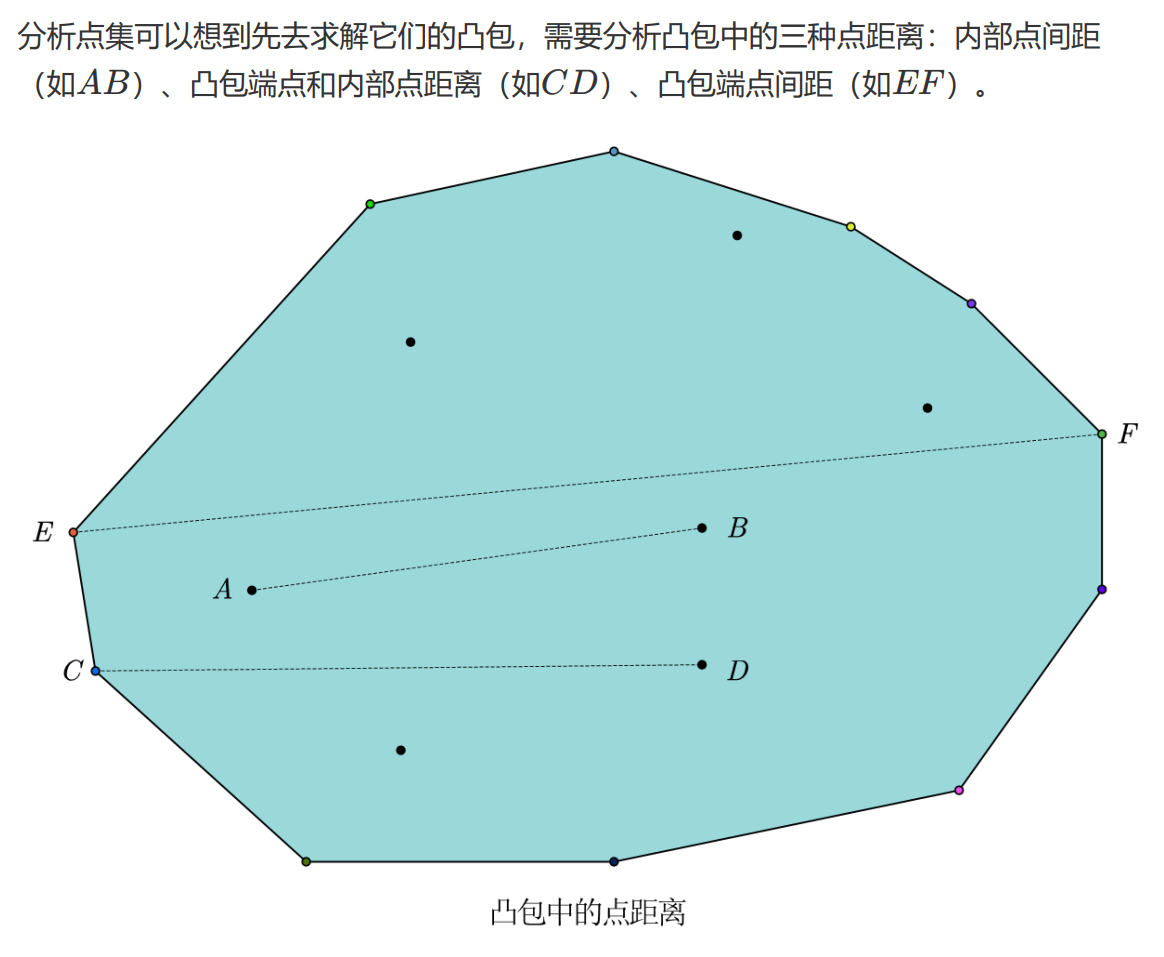 分析点集可以想到先去求解它们的凸包，需要分析凸包中的三种点距离：内部点间距
（如AB）、凸包端点和内部点距离（如CD）、凸包端点间距（如EF）。
F
E
B
A
C
D
凸包中的点距离